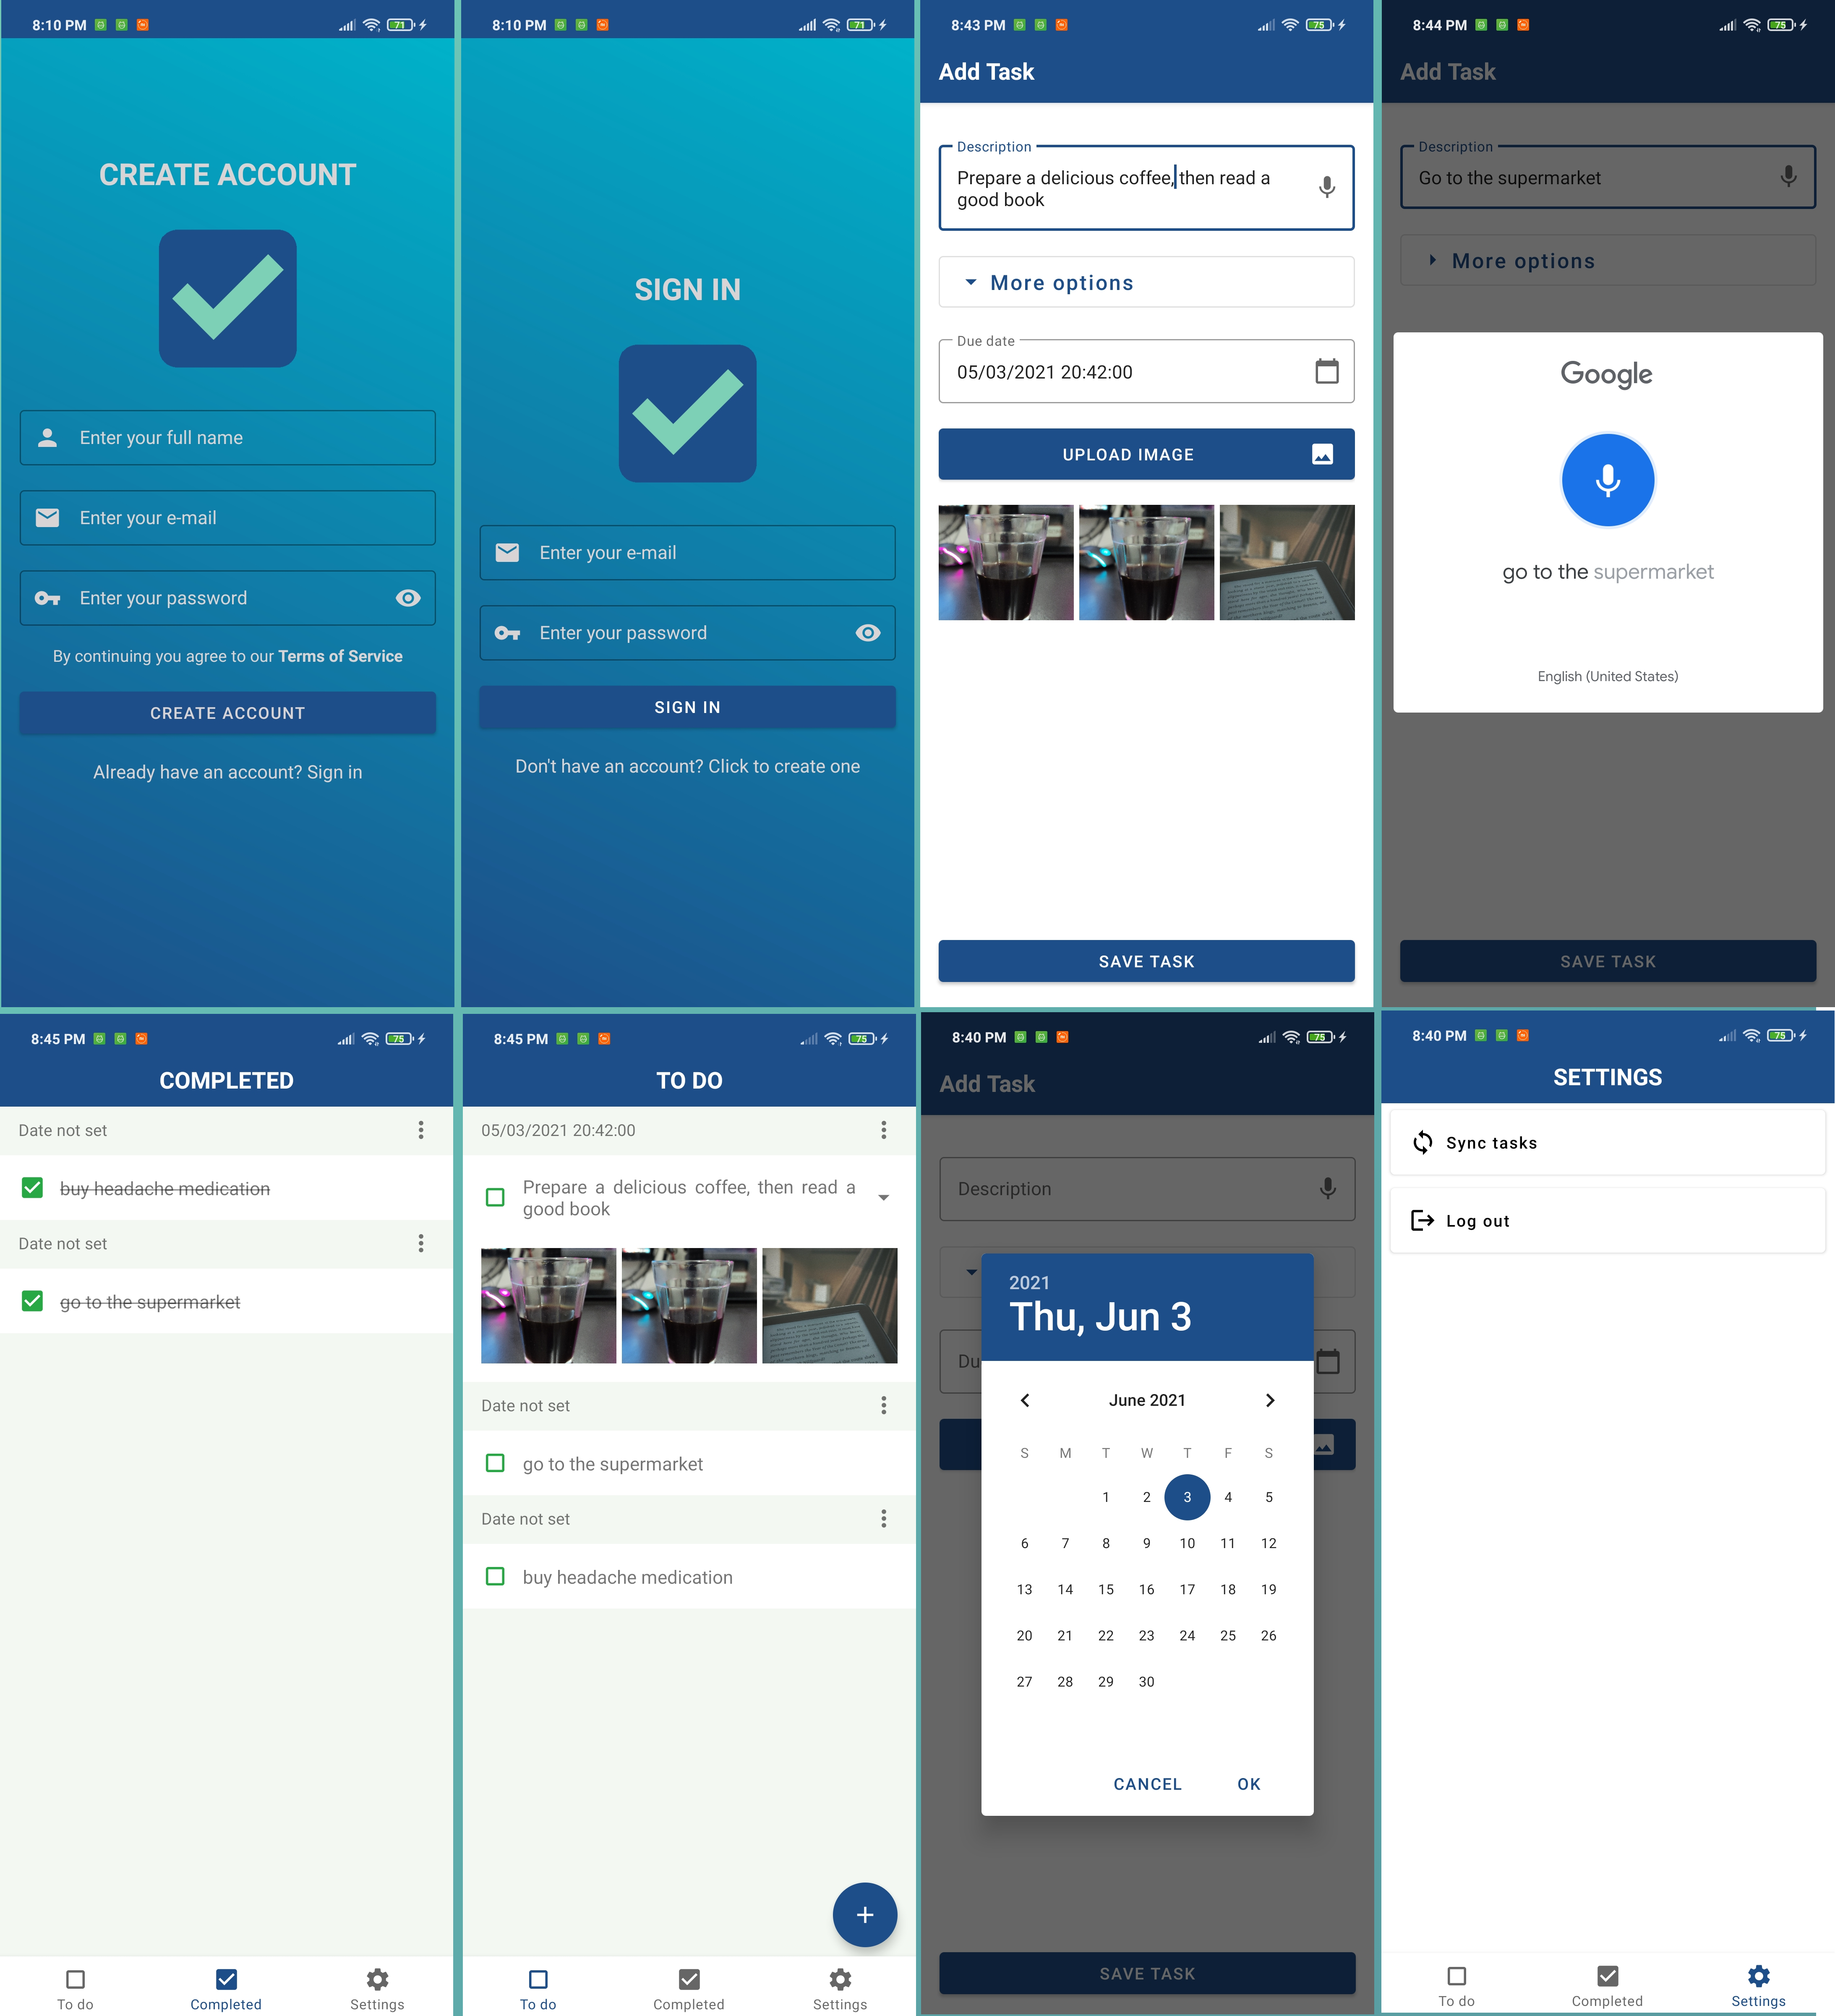 8:10 PM
71
CREATE ACCOUNT
Enter your full name
Enter your e-mail
Enter your password
By continuing you agree to our Terms of Service
CREATE ACCOUNT
Already have an account? Sign in
8:10 PM
71
SIGN IN
Enter your e-mail
Enter your password
SIGN IN
Don't have an account? Click to create one
8:43 PM
75
Add Task
Description
Prepare a delicious coffee, then read a
good book
More options
Due date
05/03/2021 20:42:00
UPLOAD IMAGE
SAVE TASK
8:44 PM
75
Add Task
Description
Go to the supermarket
More options
Google
go to the supermarket
English (United States)
SAVE TASK
8:45 PM
75
COMPLETED
Date not set
buy headache medication
Date not set
go to the supermarket
To do
Completed
Settings
8:45 PM
75
TO DO
05/03/2021 20:42:00
Prepare a delicious coffee, then read a
good book
Date not set
go to the supermarket
Date not set
buy headache medication
+
To do
Completed
Settings
8:40 PM
75
Add Task
Description
Du
2021
Thu, Jun 3
June 2021
S M T W T F S
1 2 3 4 5
6 7 8 9 10 11 12
13 14 15 16 17 18 19
20 21 22 23 24 25 26
27 28 29 30
CANCEL OK
SAVE TASK
8:40 PM
75
SETTINGS
Sync tasks
Log out
To do
Completed
Settings